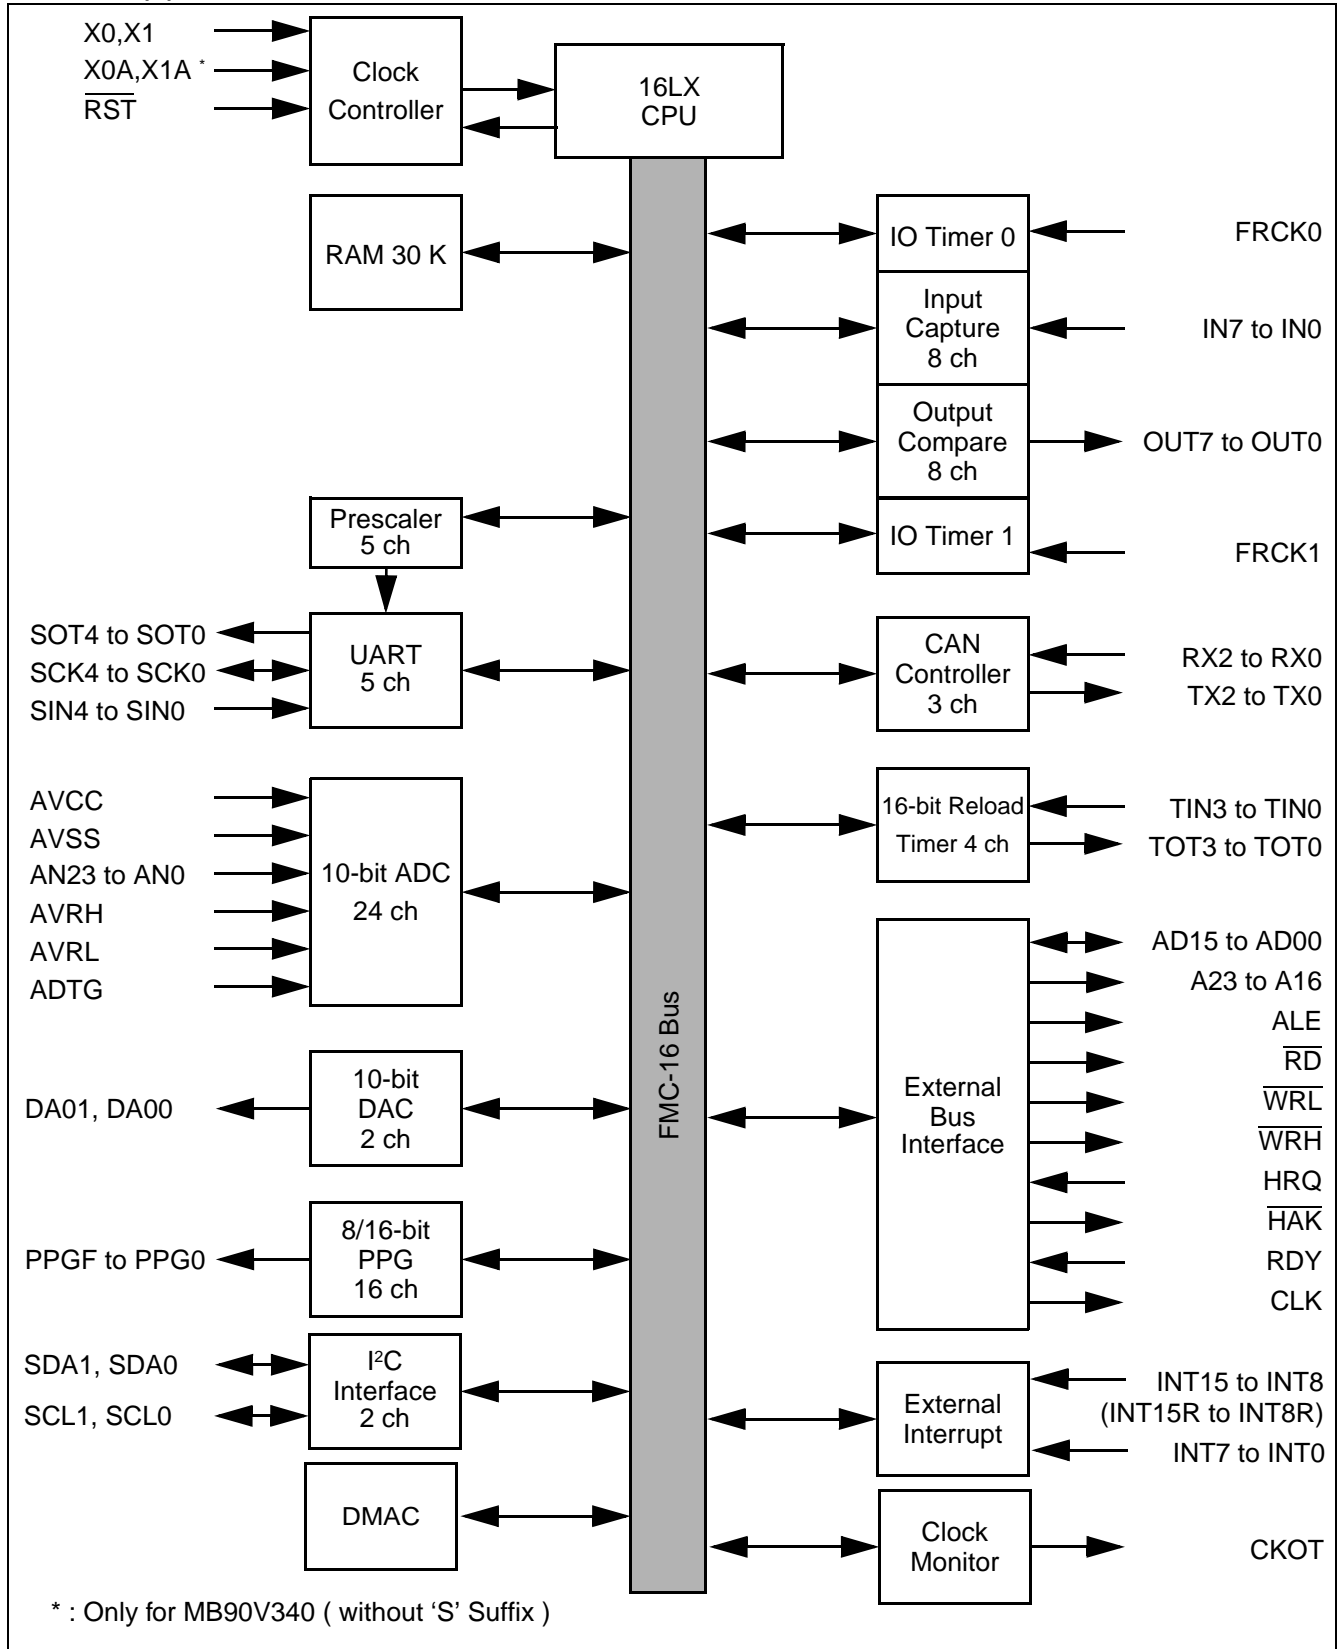 X0,X1
X0A,X1A *
RST
Clock
Controller
16LX
CPU
RAM 30 K
IO Timer 0
FRCK0
Input
Capture
8 ch
IN7 to IN0
Output
Compare
8 ch
OUT7 to OUT0
IO Timer 1
FRCK1
Prescaler
5 ch
SOT4 to SOT0
SCK4 to SCK0
SIN4 to SIN0
UART
5 ch
CAN
Controller
3 ch
RX2 to RX0
TX2 to TX0
16-bit Reload
Timer 4 ch
TIN3 to TIN0
TOT3 to TOT0
AVCC
AVSS
AN23 to AN0
AVRH
AVRL
ADTG
10-bit ADC
24 ch
FMC-16 Bus
External
Bus
Interface
AD15 to AD00
A23 to A16
ALE
RD
WRL
WRH
HRQ
HAK
RDY
CLK
DA01, DA00
10-bit
DAC
2 ch
PPGF to PPG0
8/16-bit
PPG
16 ch
SDA1, SDA0
SCL1, SCL0
I²C
Interface
2 ch
External
Interrupt
INT15 to INT8
(INT15R to INT8R)
INT7 to INT0
DMAC
Clock
Monitor
CKOT
* : Only for MB90V340 ( without ‘S’ Suffix )